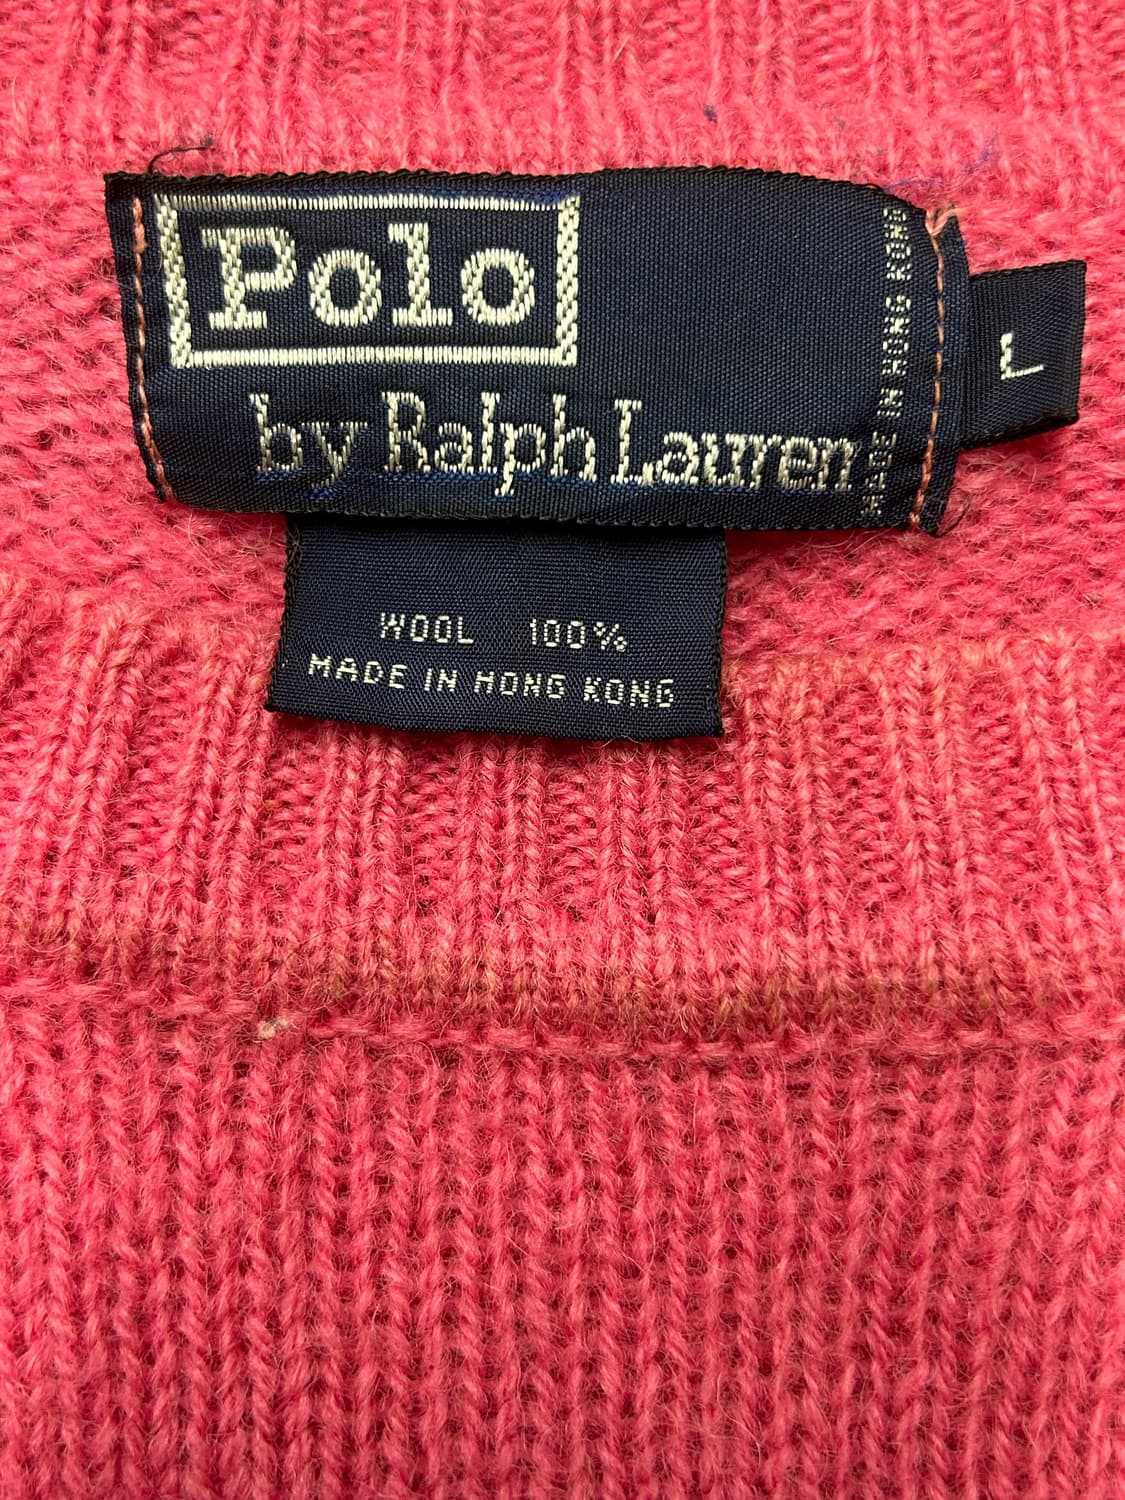 Polo
by Ralph Lauren
MADE IN HONG KONG
L
WOOL 100%
MADE IN HONG KONG